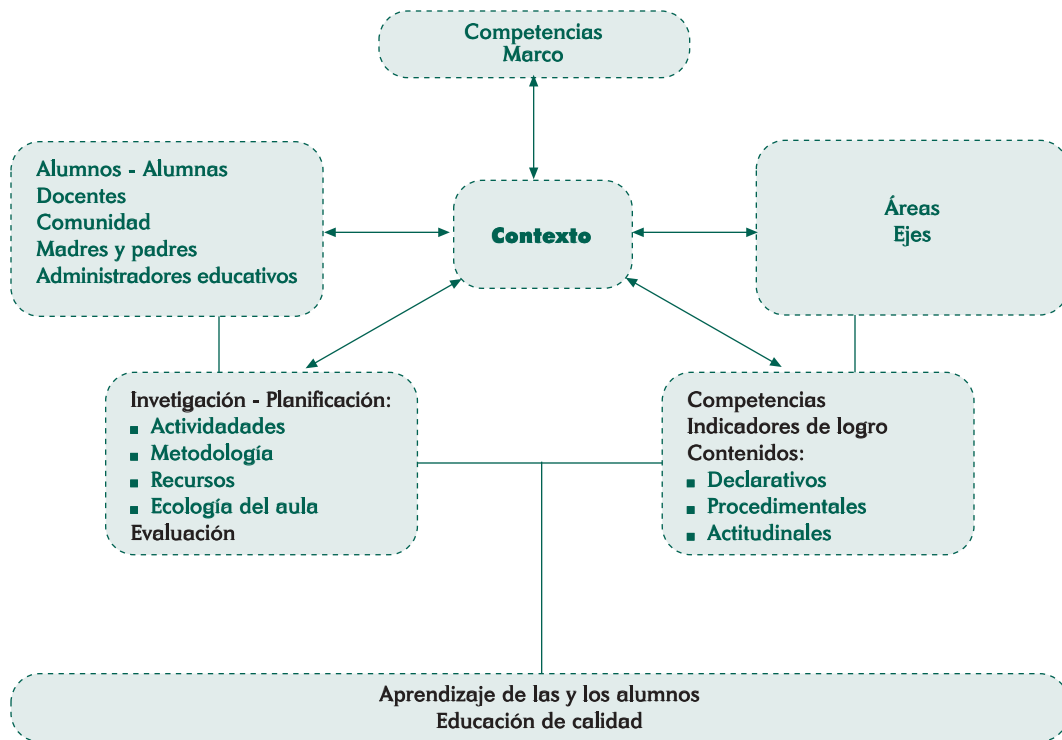 Competencias
Marco
Alumnos - Alumnas
Docentes
Comunidad
Madres y padres
Administradores educativos
Contexto
Áreas
Ejes
Invetigación - Planificación:
▪ Actividadades
▪ Metodología
▪ Recursos
▪ Ecología del aula
Evaluación
Competencias
Indicadores de logro
Contenidos:
▪ Declarativos
▪ Procedimentales
▪ Actitudinales
Aprendizaje de las y los alumnos
Educación de calidad